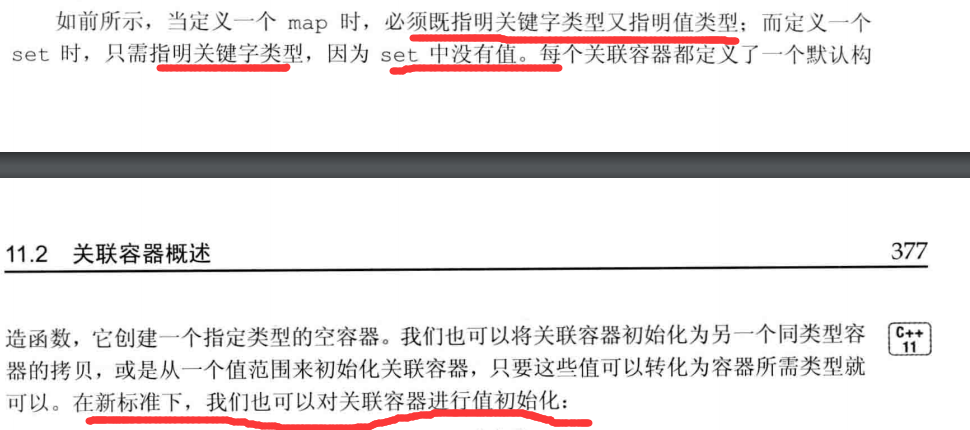 如前所示，当定义一个 map 时，必须既指明关键字类型又指明值类型；而定义一个
set 时，只需指明关键字类型，因为 set 中没有值。每个关联容器都定义了一个默认构
11.2 关联容器概述 377
造函数，它创建一个指定类型的空容器。我们也可以将关联容器初始化为另一个同类型容
C++
11
器的拷贝，或是从一个值范围来初始化关联容器，只要这些值可以转化为容器所需类型就
可以。在新标准下，我们也可以对关联容器进行值初始化：